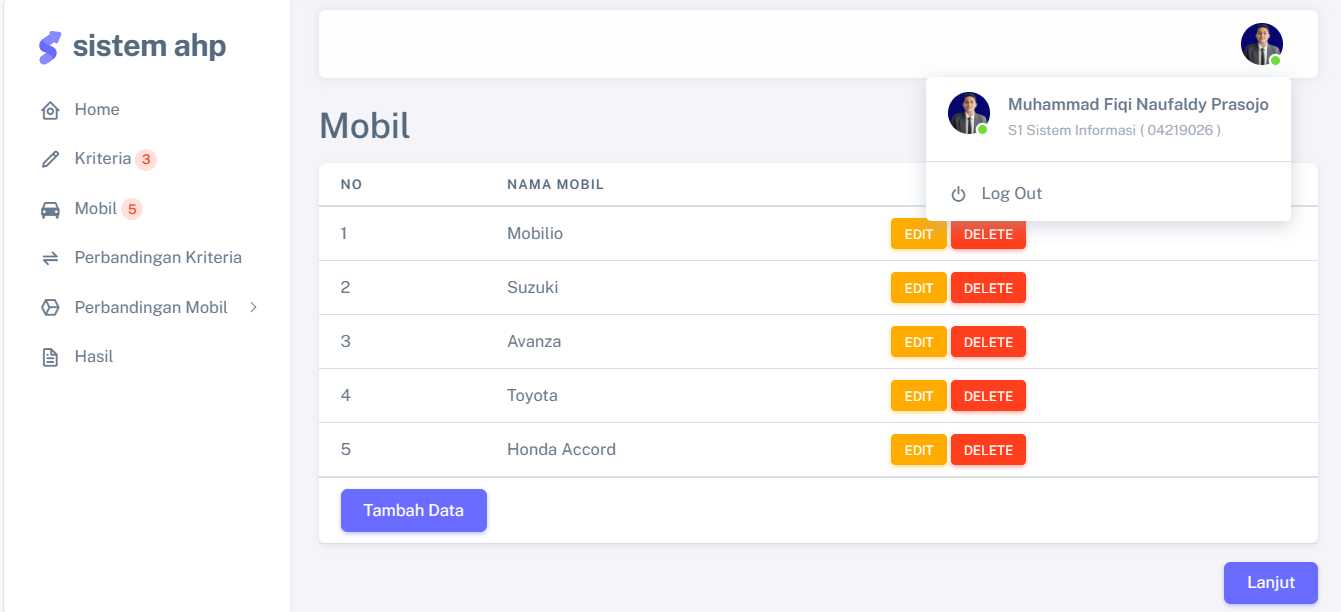 sistem ahp
Home
Kriteria 3
Mobil 5
Perbandingan Kriteria
Perbandingan Mobil
Hasil
Muhammad Fiqi Naufaldy Prasojo
S1 Sistem Informasi ( 04219026 )
Log Out
Mobil
NO NAMA MOBIL
1 Mobilio EDIT DELETE
2 Suzuki EDIT DELETE
3 Avanza EDIT DELETE
4 Toyota EDIT DELETE
5 Honda Accord EDIT DELETE
Tambah Data
Lanjut